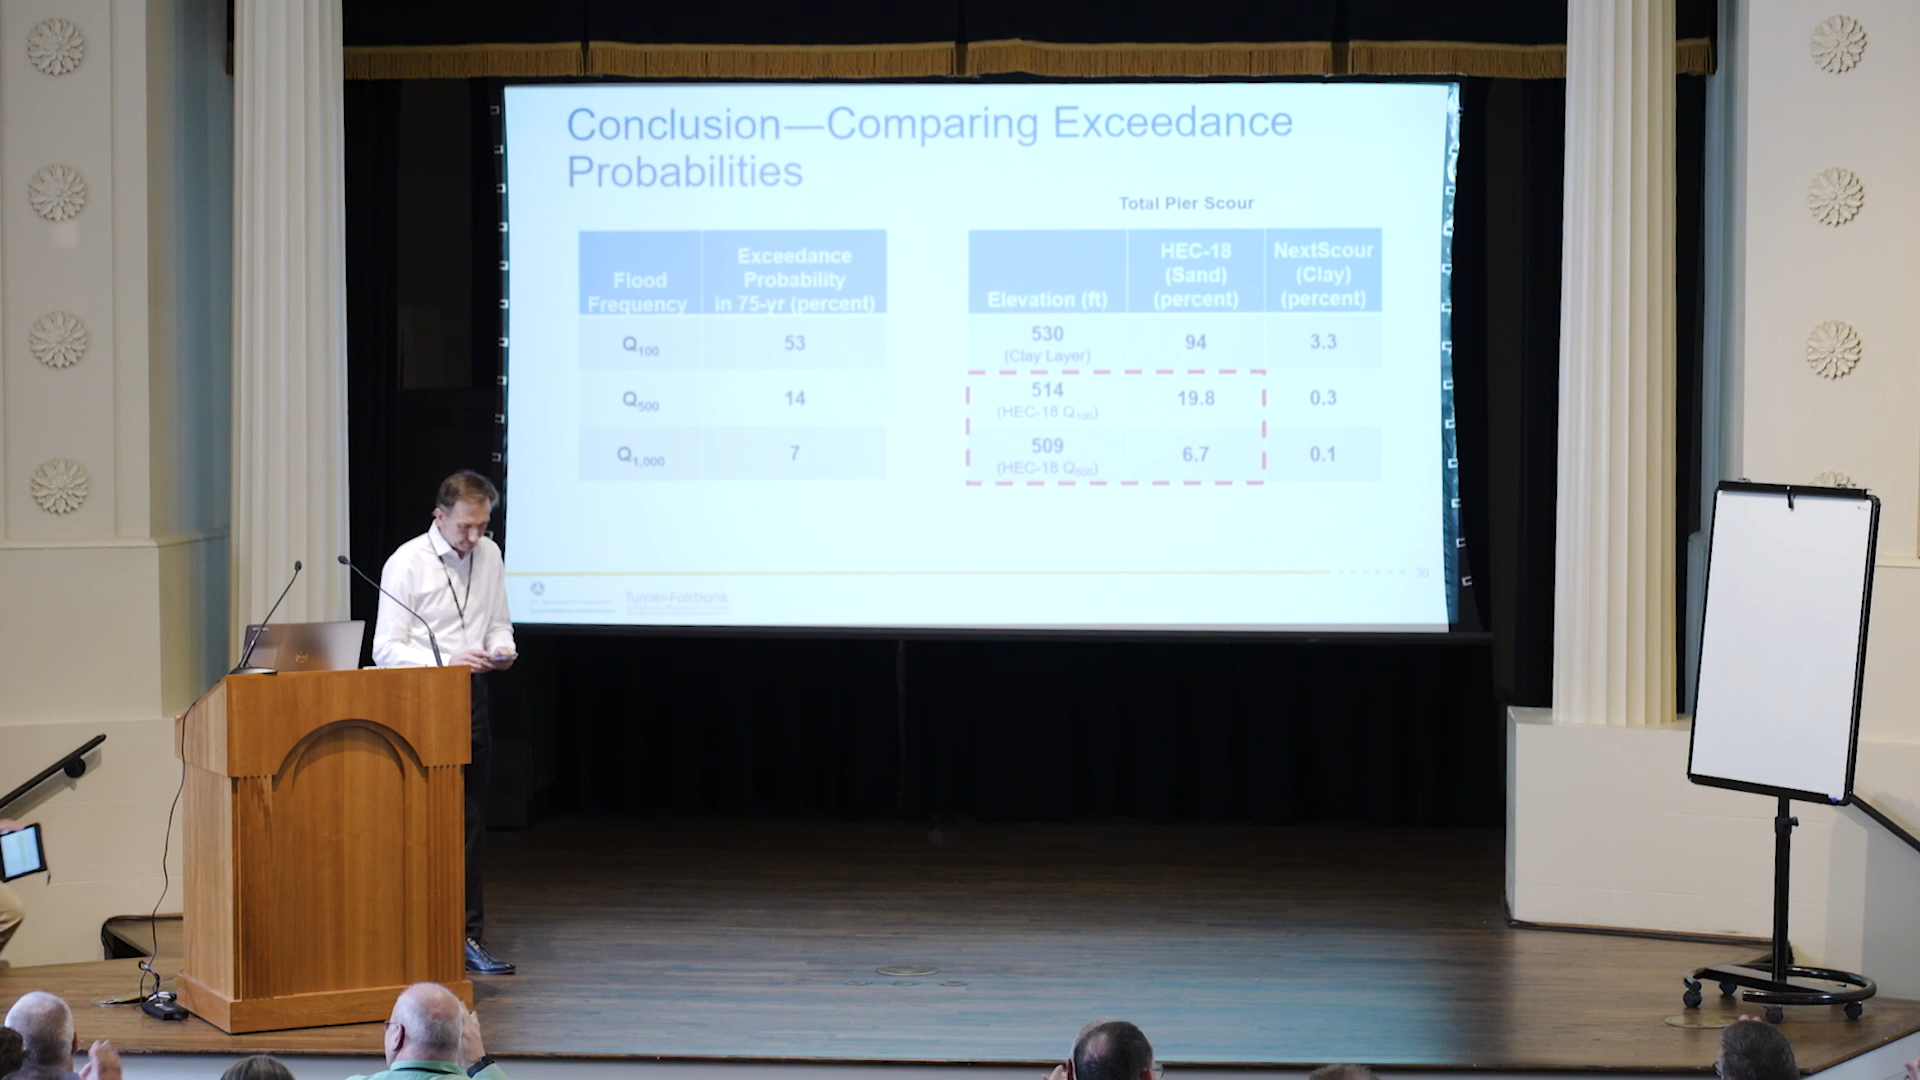 Conclusion—Comparing Exceedance
Probabilities
Total Pier Scour
Flood
Frequency
Exceedance
Probability
in 75-yr (percent)
Q100
53
Q500
14
Q1,000
7
Elevation (ft)
HEC-18
(Sand)
(percent)
NextScour
(Clay)
(percent)
530
(Clay Layer)
94
3.3
514
(HEC-18 Q100)
19.8
0.3
509
(HEC-18 Q500)
6.7
0.1
Turner-Fairbank